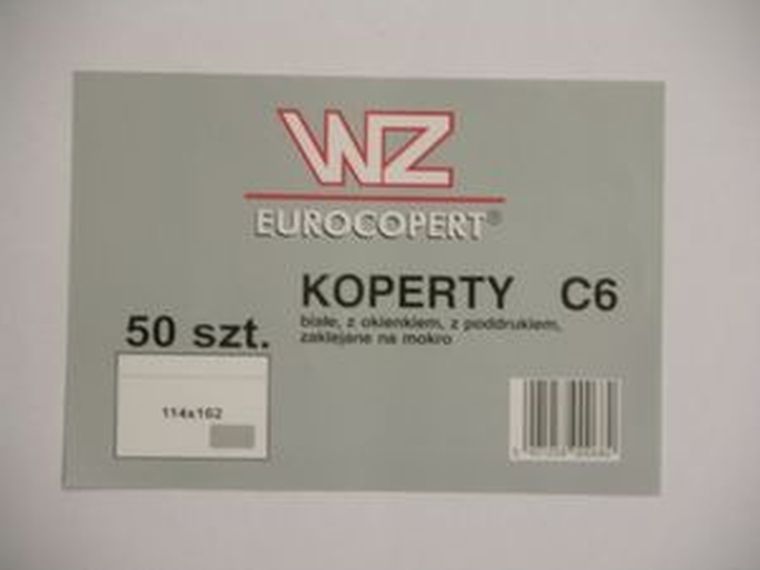 WZ
EUROCOPERT®
KOPERTY C6
białe, z okienkiem, z poddrukiem,
zaklejane na mokro
50 szt.
114x162